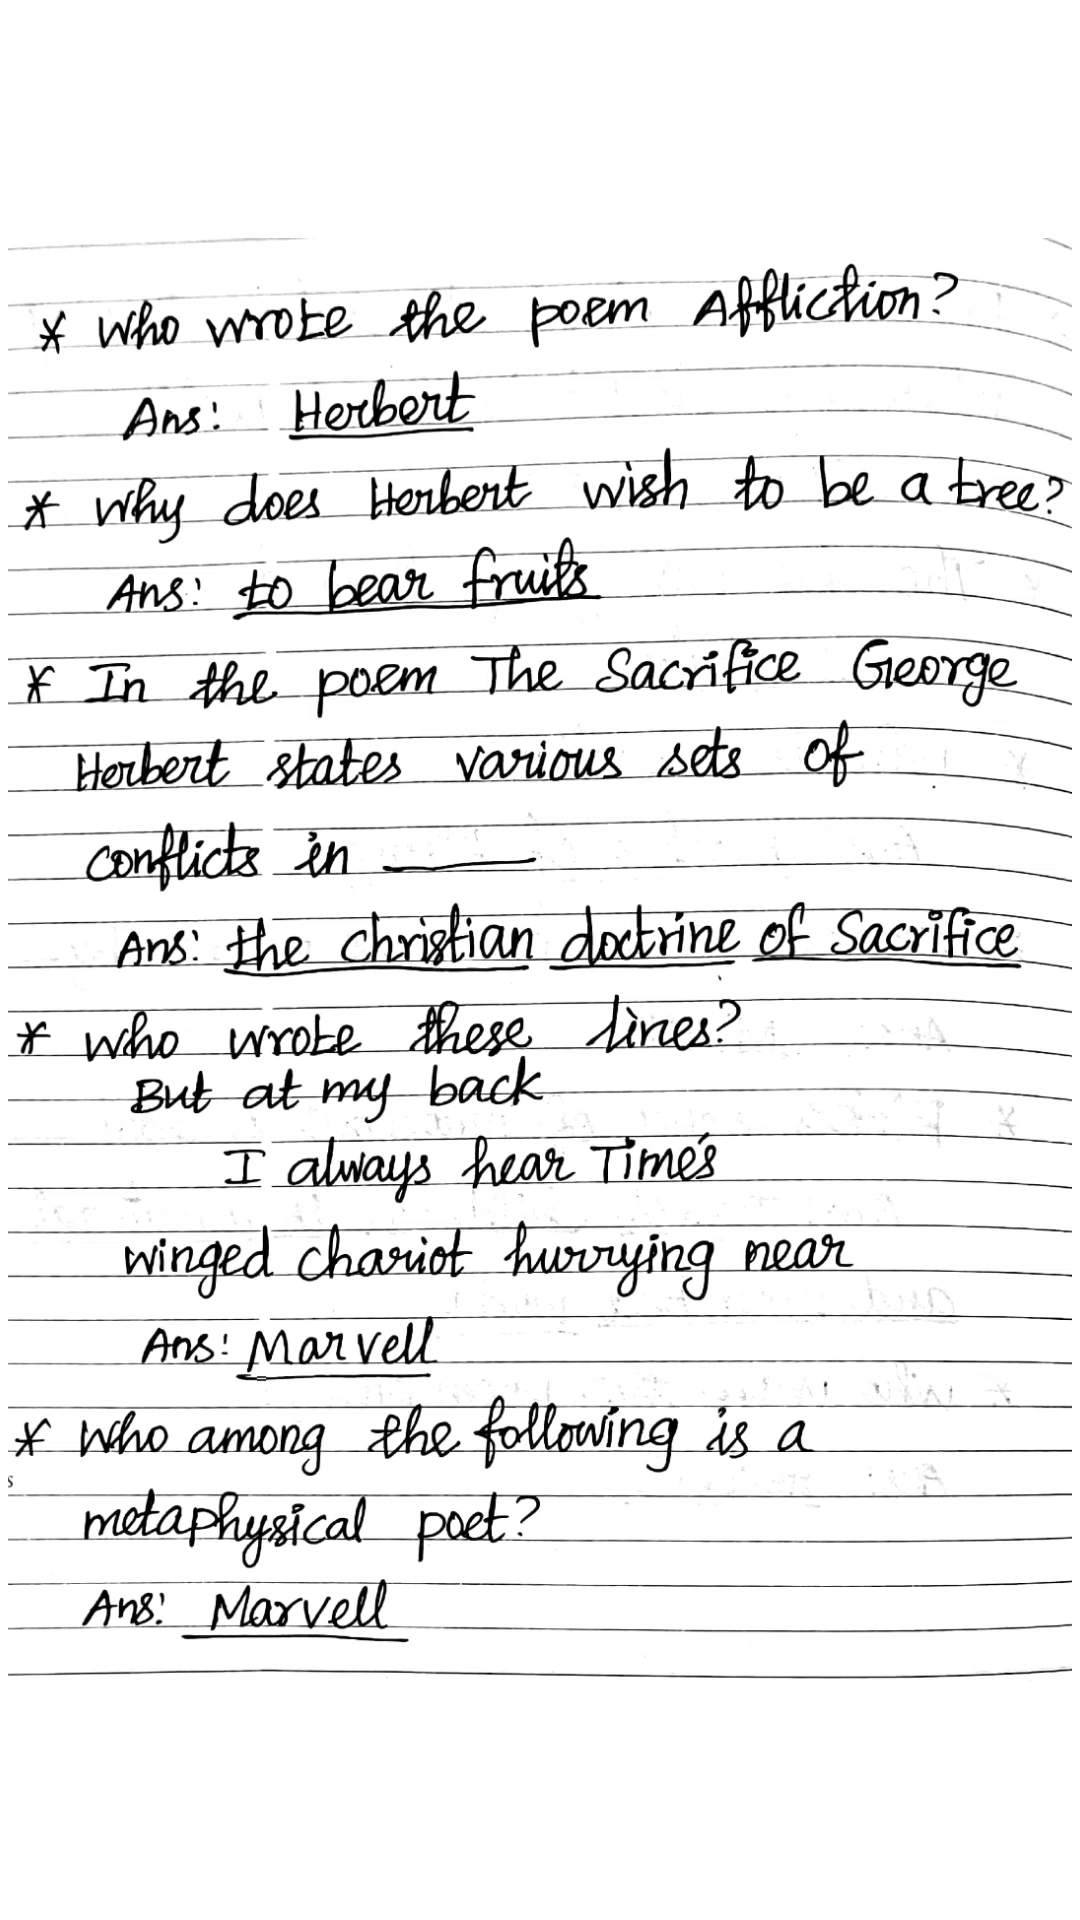 * Who wrote the poem Affliction?
Ans: Herbert
* Why does Herbert wish to be a tree?
Ans: to bear fruits
* In the poem The Sacrifice George
Herbert states various sets of
conflicts in ______
Ans: the christian doctrine of Sacrifice
* Who wrote these lines?
But at my back
I always hear Time's
winged chariot hurrying near
Ans: Marvell
* Who among the following is a
metaphysical poet?
Ans: Marvell